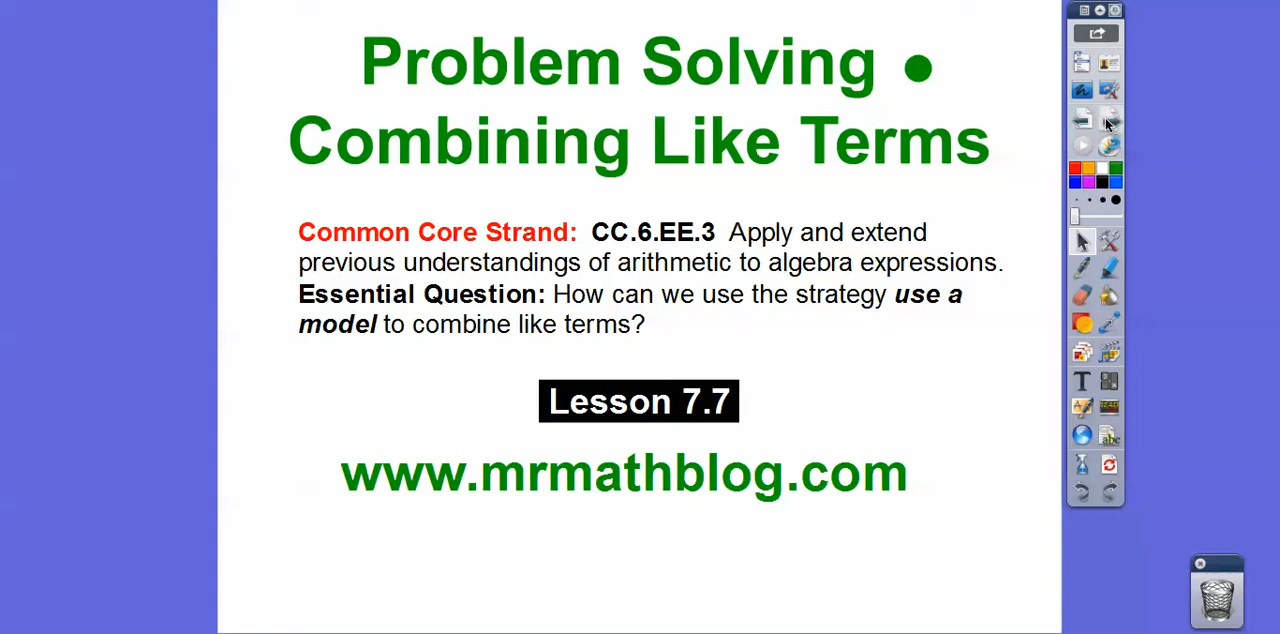 Problem Solving ●
Combining Like Terms
Common Core Strand: CC.6.EE.3 Apply and extend
previous understandings of arithmetic to algebra expressions.
Essential Question: How can we use the strategy use a
model to combine like terms?
Lesson 7.7
www.mrmathblog.com